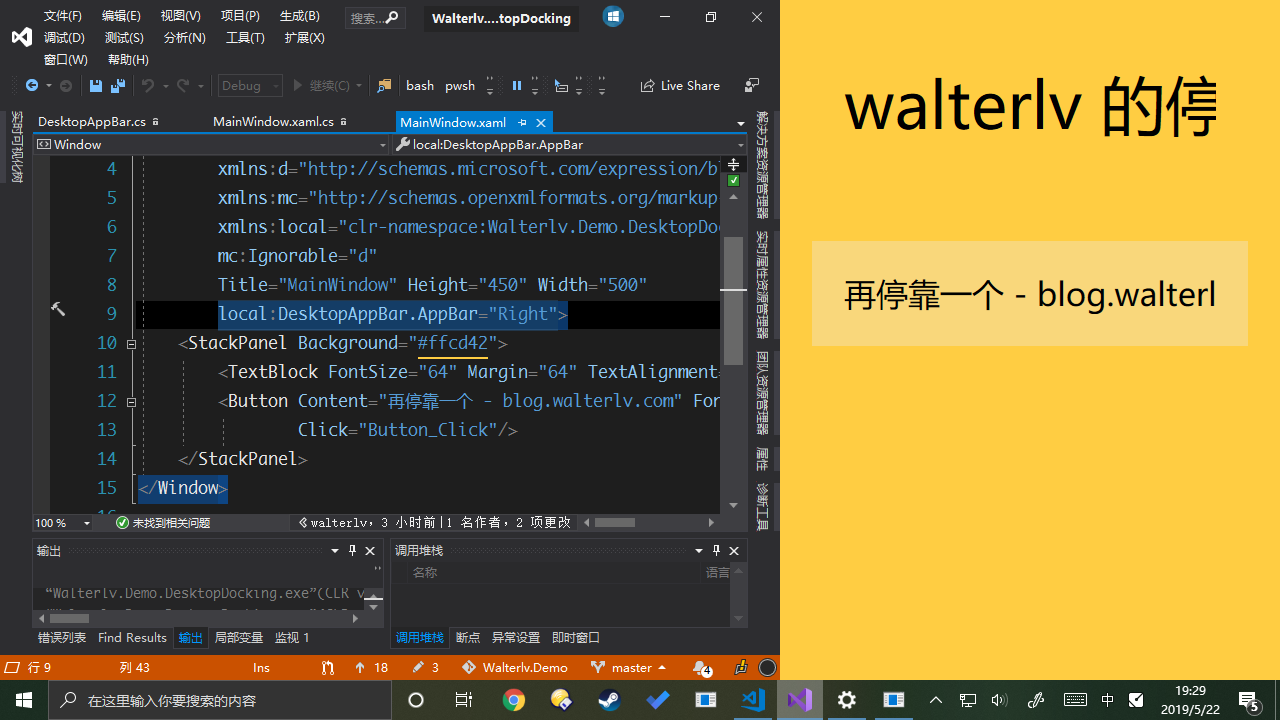 文件(F) 编辑(E) 视图(V) 项目(P) 生成(B) 搜索... Walterlv....topDocking
调试(D) 测试(S) 分析(N) 工具(T) 扩展(X)
窗口(W) 帮助(H)
Debug 继续(C) bash pwsh Live Share
实时可视化树
DesktopAppBar.cs MainWindow.xaml.cs MainWindow.xaml
Window local:DesktopAppBar.AppBar
4 xmlns:d="http://schemas.microsoft.com/expression/b
5 xmlns:mc="http://schemas.openxmlformats.org/markup
6 xmlns:local="clr-namespace:Walterlv.Demo.DesktopDo
7 mc:Ignorable="d"
8 Title="MainWindow" Height="450" Width="500"
9 local:DesktopAppBar.AppBar="Right">
10 <StackPanel Background="#ffcd42">
11 <TextBlock FontSize="64" Margin="64" TextAlignment=
12 <Button Content="再停靠一个 - blog.walterlv.com" For
13 Click="Button_Click"/>
14 </StackPanel>
15 </Window>
解决方案资源管理器
实时属性资源管理器
团队资源管理器
属性
诊断工具
100 % 未找到相关问题 walterlv，3 小时前|1 名作者，2 项更改
输出
“Walterlv.Demo.DesktopDocking.exe”(CLR v
错误列表 Find Results 输出 局部变量 监视 1
调用堆栈
名称 语言
调用堆栈 断点 异常设置 即时窗口
行 9 列 43 Ins 18 3 Walterlv.Demo master 4
walterlv 的停
再停靠一个 - blog.walterl
在这里输入你要搜索的内容
中
19:29
2019/5/22
5